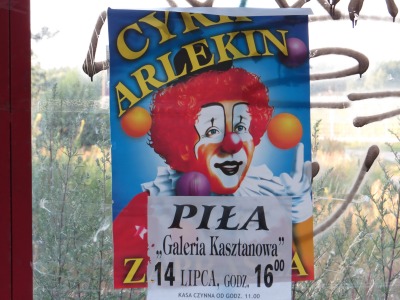 CYRK
ARLEKIN
PIŁA
„Galeria Kasztanowa"
14 LIPCA, GODZ. 16⁰⁰
KASA CZYNNA OD GODZ. 11.00